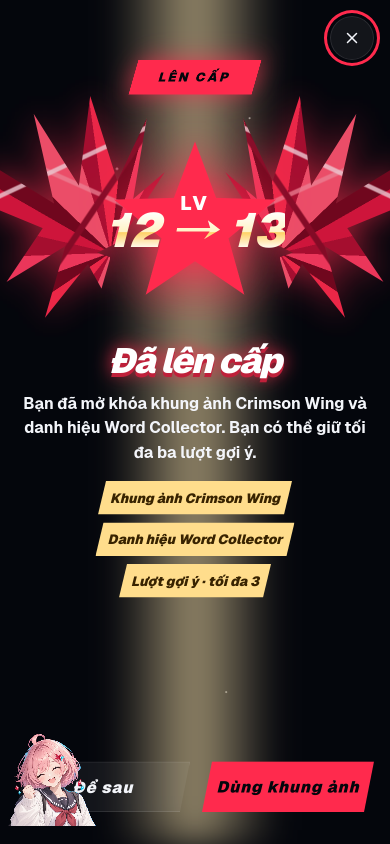 LÊN CẤP
LV
12 → 13
Đã lên cấp
Bạn đã mở khóa khung ảnh Crimson Wing và
danh hiệu Word Collector. Bạn có thể giữ tối
đa ba lượt gợi ý.
Khung ảnh Crimson Wing
Danh hiệu Word Collector
Lượt gợi ý · tối đa 3
Để sau
Dùng khung ảnh